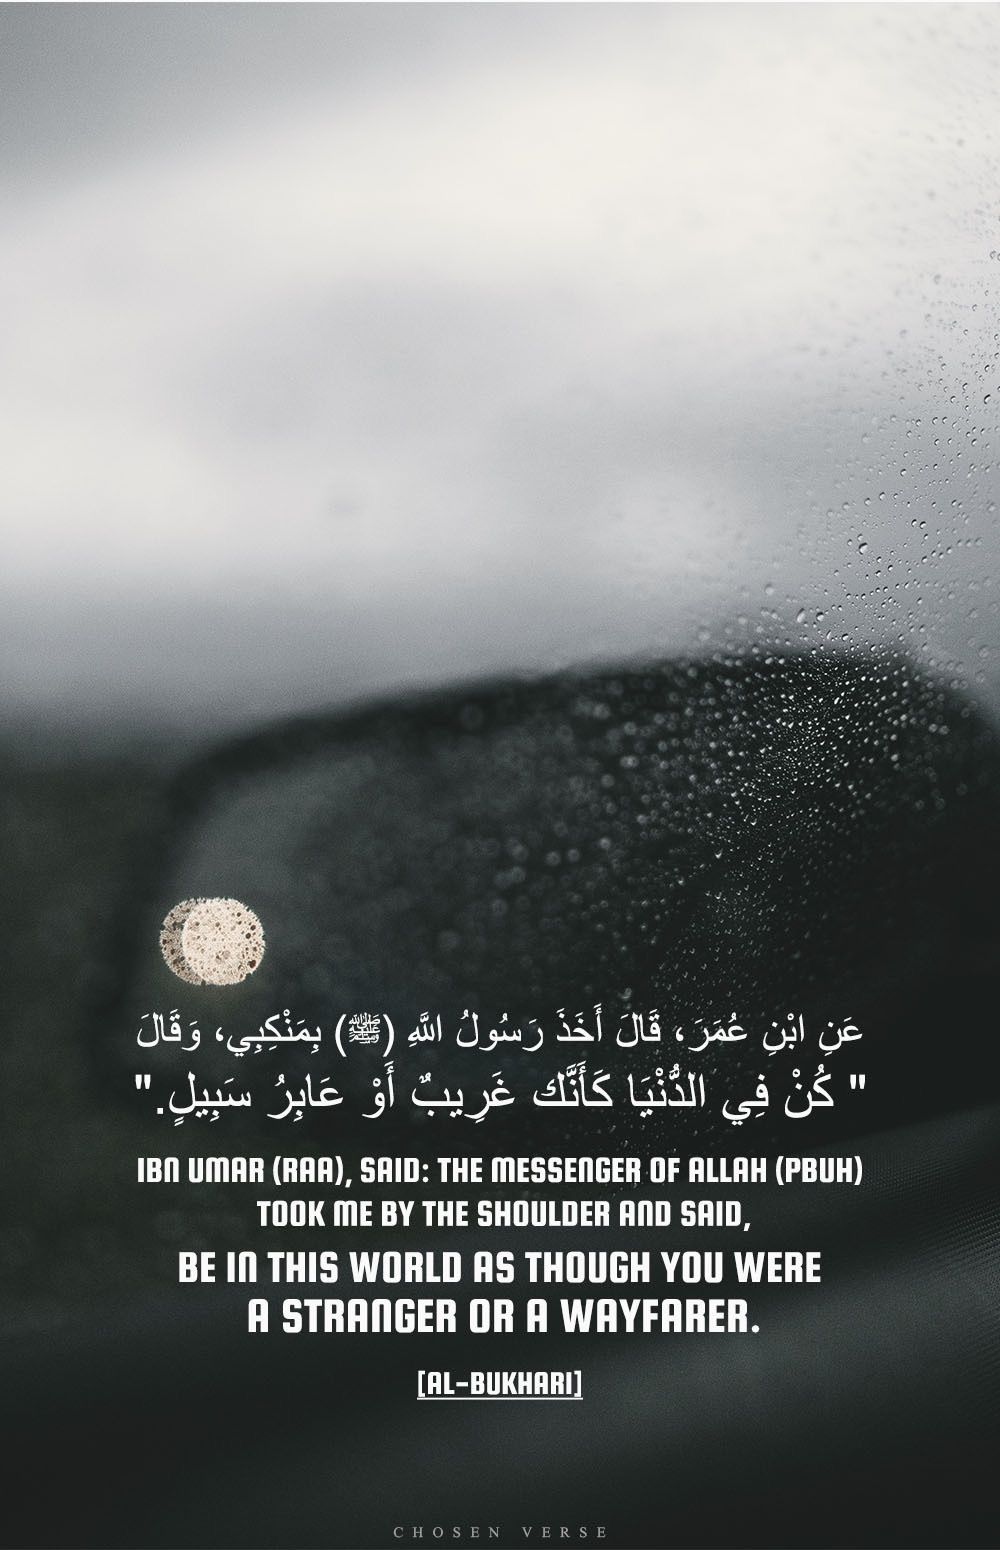 عَنِ ابْنِ عُمَرَ، قَالَ أَخَذَ رَسُولُ اللَّهِ (ﷺ) بِمَنْكِبِي، وَقَالَ
" كُنْ فِي الدُّنْيَا كَأَنَّك غَرِيبٌ أَوْ عَابِرُ سَبِيلٍ."
IBN UMAR (RAA), SAID: THE MESSENGER OF ALLAH (PBUH)
TOOK ME BY THE SHOULDER AND SAID,
BE IN THIS WORLD AS THOUGH YOU WERE
A STRANGER OR A WAYFARER.
[AL-BUKHARI]
CHOSEN VERSE